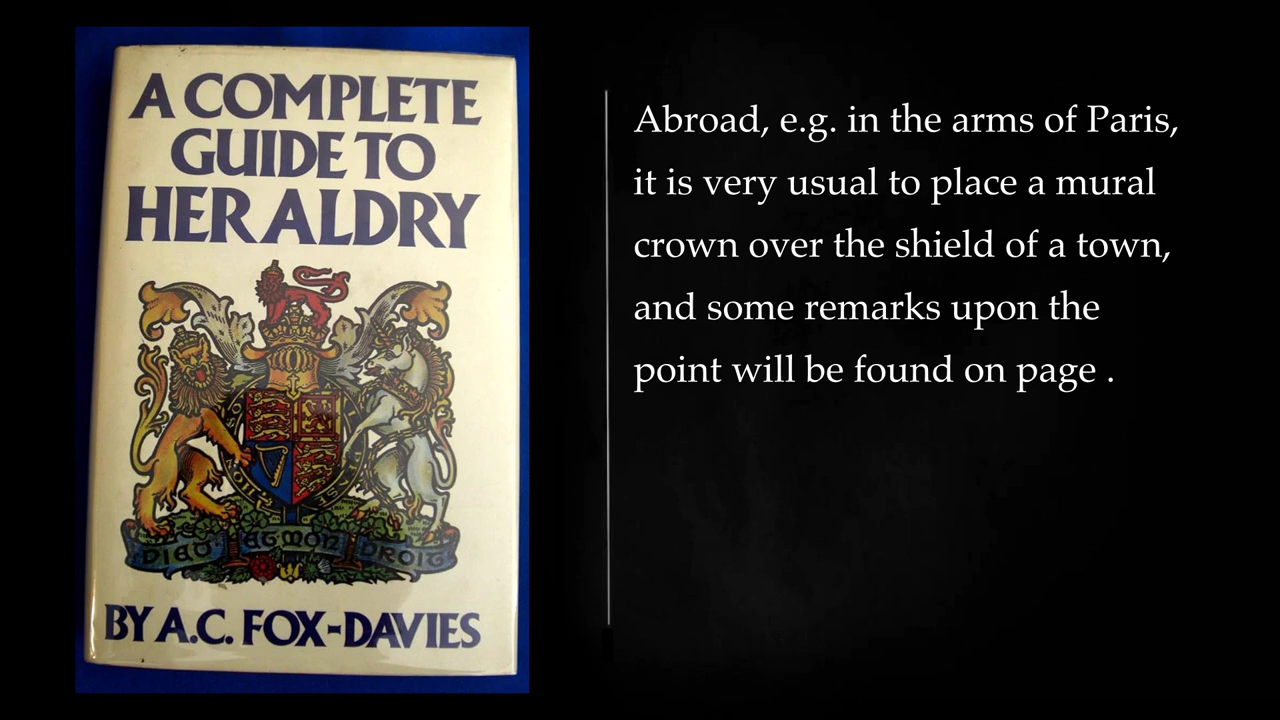 A COMPLETE
GUIDE TO
HERALDRY
DIEU ET MON DROIT
BY A.C. FOX-DAVIES
Abroad, e.g. in the arms of Paris,
it is very usual to place a mural
crown over the shield of a town,
and some remarks upon the
point will be found on page .